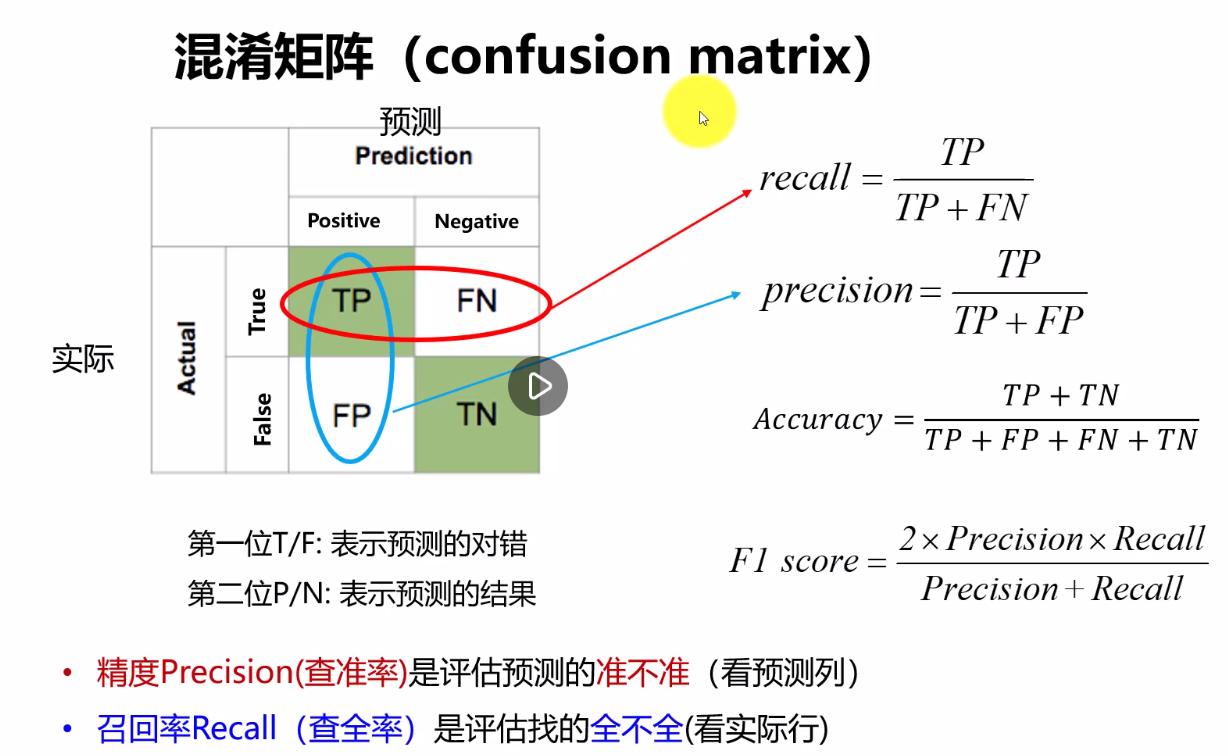 混淆矩阵（confusion matrix）
预测
Prediction
Positive Negative
实际
Actual
True
TP FN
False
FP TN
recall = TP / (TP + FN)
precision = TP / (TP + FP)
Accuracy = (TP + TN) / (TP + FP + FN + TN)
F1 score = (2 × Precision × Recall) / (Precision + Recall)
第一位T/F: 表示预测的对错
第二位P/N: 表示预测的结果
• 精度Precision(查准率)是评估预测的准不准（看预测列）
• 召回率Recall（查全率）是评估找的全不全(看实际行)